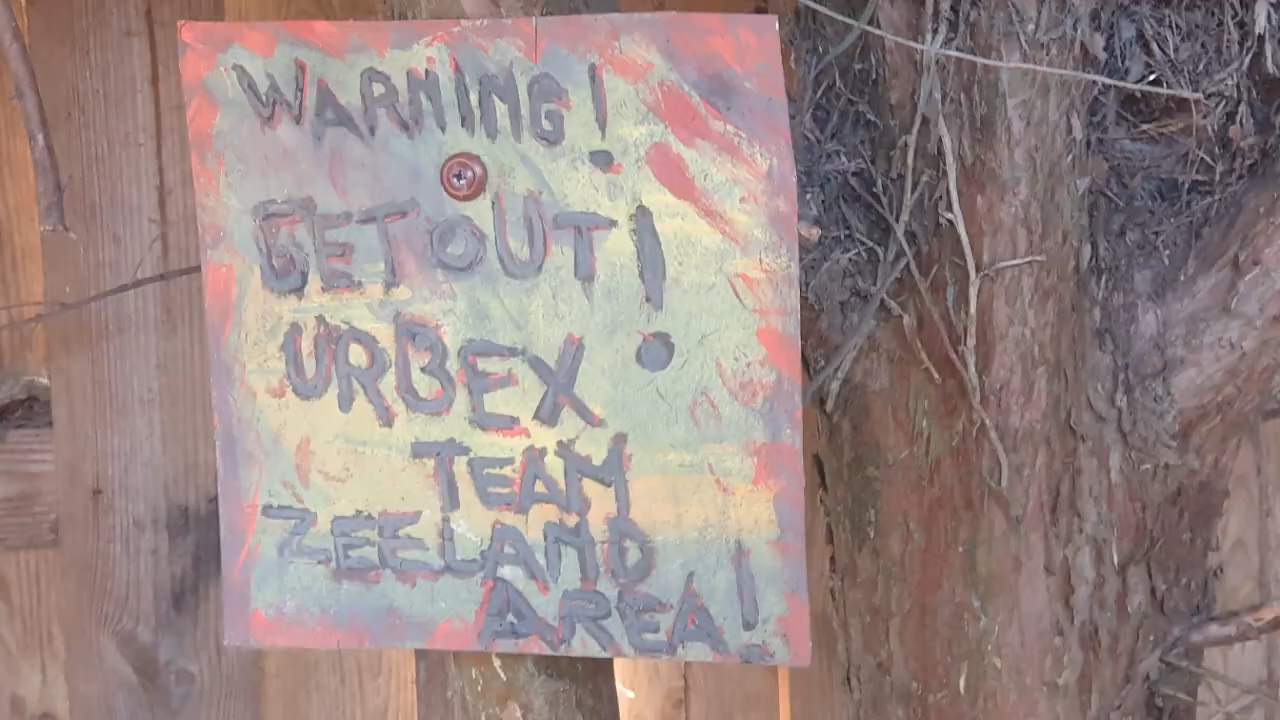 WARNING!
GET OUT!
URBEX
TEAM
ZEELAND
AREA!